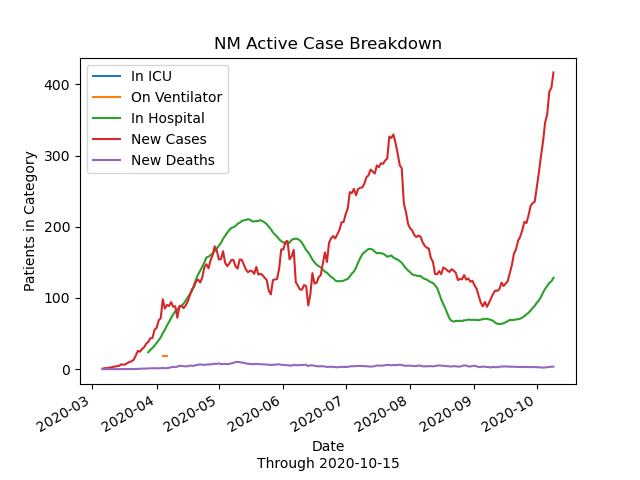 NM Active Case Breakdown
In ICU
On Ventilator
In Hospital
New Cases
New Deaths
Patients in Category
400
300
200
100
0
2020-03
2020-04
2020-05
2020-06
2020-07
2020-08
2020-09
2020-10
Date
Through 2020-10-15